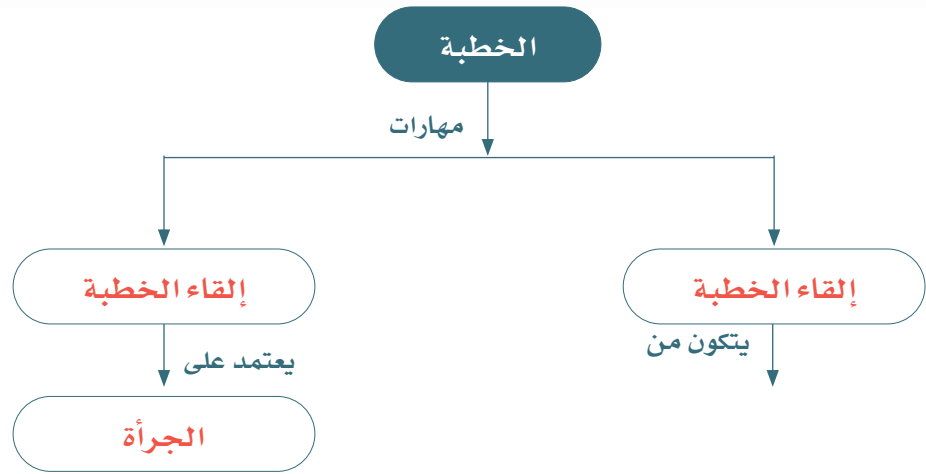 الخطبة
مهارات
إلقاء الخطبة
إلقاء الخطبة
يتكون من
يعتمد على
الجرأة